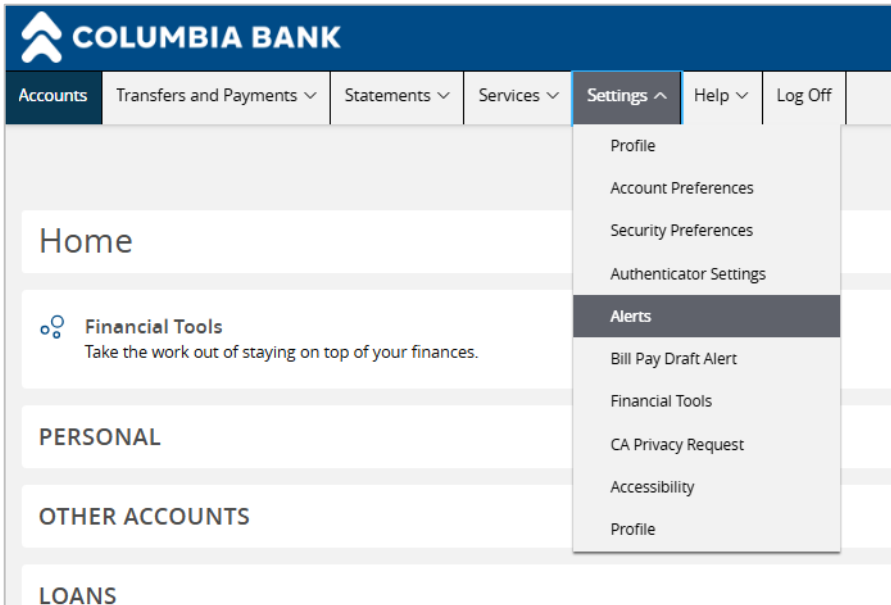 COLUMBIA BANK
Accounts Transfers and Payments Statements Services Settings Help Log Off
Profile
Account Preferences
Security Preferences
Authenticator Settings
Alerts
Bill Pay Draft Alert
Financial Tools
CA Privacy Request
Accessibility
Profile
Home
Financial Tools
Take the work out of staying on top of your finances.
PERSONAL
OTHER ACCOUNTS
LOANS